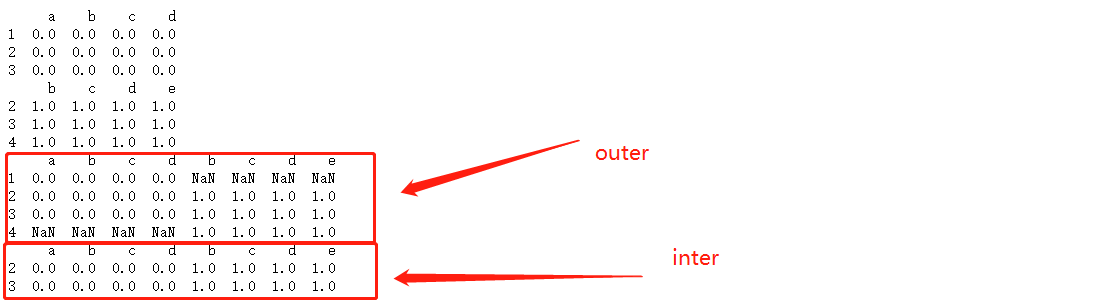 a b c d
1 0.0 0.0 0.0 0.0
2 0.0 0.0 0.0 0.0
3 0.0 0.0 0.0 0.0
b c d e
2 1.0 1.0 1.0 1.0
3 1.0 1.0 1.0 1.0
4 1.0 1.0 1.0 1.0
a b c d b c d e
1 0.0 0.0 0.0 0.0 NaN NaN NaN NaN
2 0.0 0.0 0.0 0.0 1.0 1.0 1.0 1.0
3 0.0 0.0 0.0 0.0 1.0 1.0 1.0 1.0
4 NaN NaN NaN NaN 1.0 1.0 1.0 1.0
outer
a b c d b c d e
2 0.0 0.0 0.0 0.0 1.0 1.0 1.0 1.0
3 0.0 0.0 0.0 0.0 1.0 1.0 1.0 1.0
inter